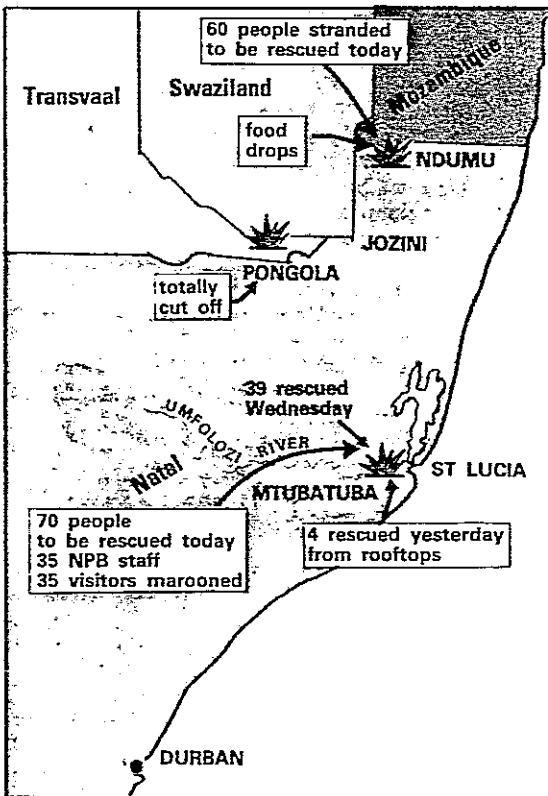 60 people stranded
to be rescued today
Transvaal
Swaziland
Mozambique
food
drops
NDUMU
JOZINI
PONGOLA
totally
cut off
39 rescued
Wednesday
UMFOLOZI RIVER
Natal
ST LUCIA
MTUBATUBA
70 people
to be rescued today
35 NPB staff
35 visitors marooned
4 rescued yesterday
from rooftops
DURBAN